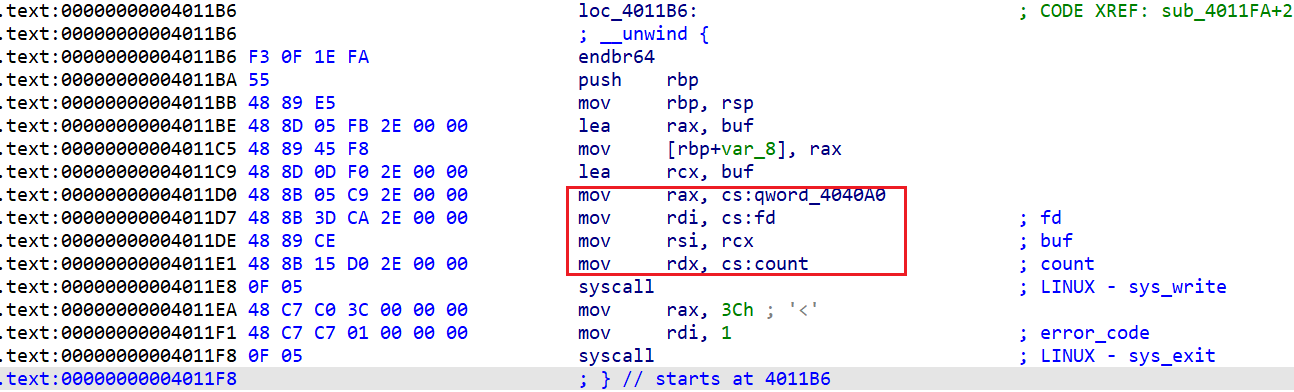 .text:00000000004011B6 loc_4011B6: ; CODE XREF: sub_4011FA+2
.text:00000000004011B6 ; __unwind {
.text:00000000004011B6 F3 0F 1E FA endbr64
.text:00000000004011BA 55 push rbp
.text:00000000004011BB 48 89 E5 mov rbp, rsp
.text:00000000004011BE 48 8D 05 FB 2E 00 00 lea rax, buf
.text:00000000004011C5 48 89 45 F8 mov [rbp+var_8], rax
.text:00000000004011C9 48 8D 0D F0 2E 00 00 lea rcx, buf
.text:00000000004011D0 48 8B 05 C9 2E 00 00 mov rax, cs:qword_4040A0
.text:00000000004011D7 48 8B 3D CA 2E 00 00 mov rdi, cs:fd ; fd
.text:00000000004011DE 48 89 CE mov rsi, rcx ; buf
.text:00000000004011E1 48 8B 15 D0 2E 00 00 mov rdx, cs:count ; count
.text:00000000004011E8 0F 05 syscall ; LINUX - sys_write
.text:00000000004011EA 48 C7 C0 3C 00 00 00 mov rax, 3Ch ; '<'
.text:00000000004011F1 48 C7 C7 01 00 00 00 mov rdi, 1 ; error_code
.text:00000000004011F8 0F 05 syscall ; LINUX - sys_exit
.text:00000000004011F8 ; } // starts at 4011B6